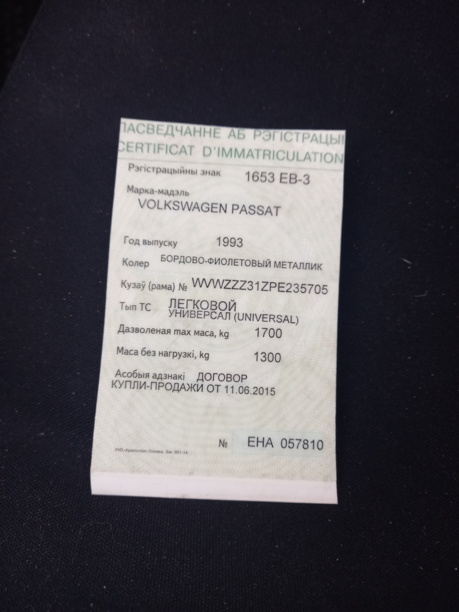 ПАСВЕДЧАННЕ АБ РЭГІСТРАЦЫІ
CERTIFICAT D'IMMATRICULATION
Рэгістрацыйны знак 1653 EB-3
Марка-мадэль
VOLKSWAGEN PASSAT
Год выпуску 1993
Колер БОРДОВО-ФИОЛЕТОВЫЙ МЕТАЛЛИК
Кузаў (рама) № WVWZZZ31ZPE235705
Тып ТС ЛЕГКОВОЙ
УНИВЕРСАЛ (UNIVERSAL)
Дазволеная max маса, kg 1700
Маса без нагрузкі, kg 1300
Асобыя адзнакі ДОГОВОР
КУПЛИ-ПРОДАЖИ ОТ 11.06.2015
№ EHA 057810